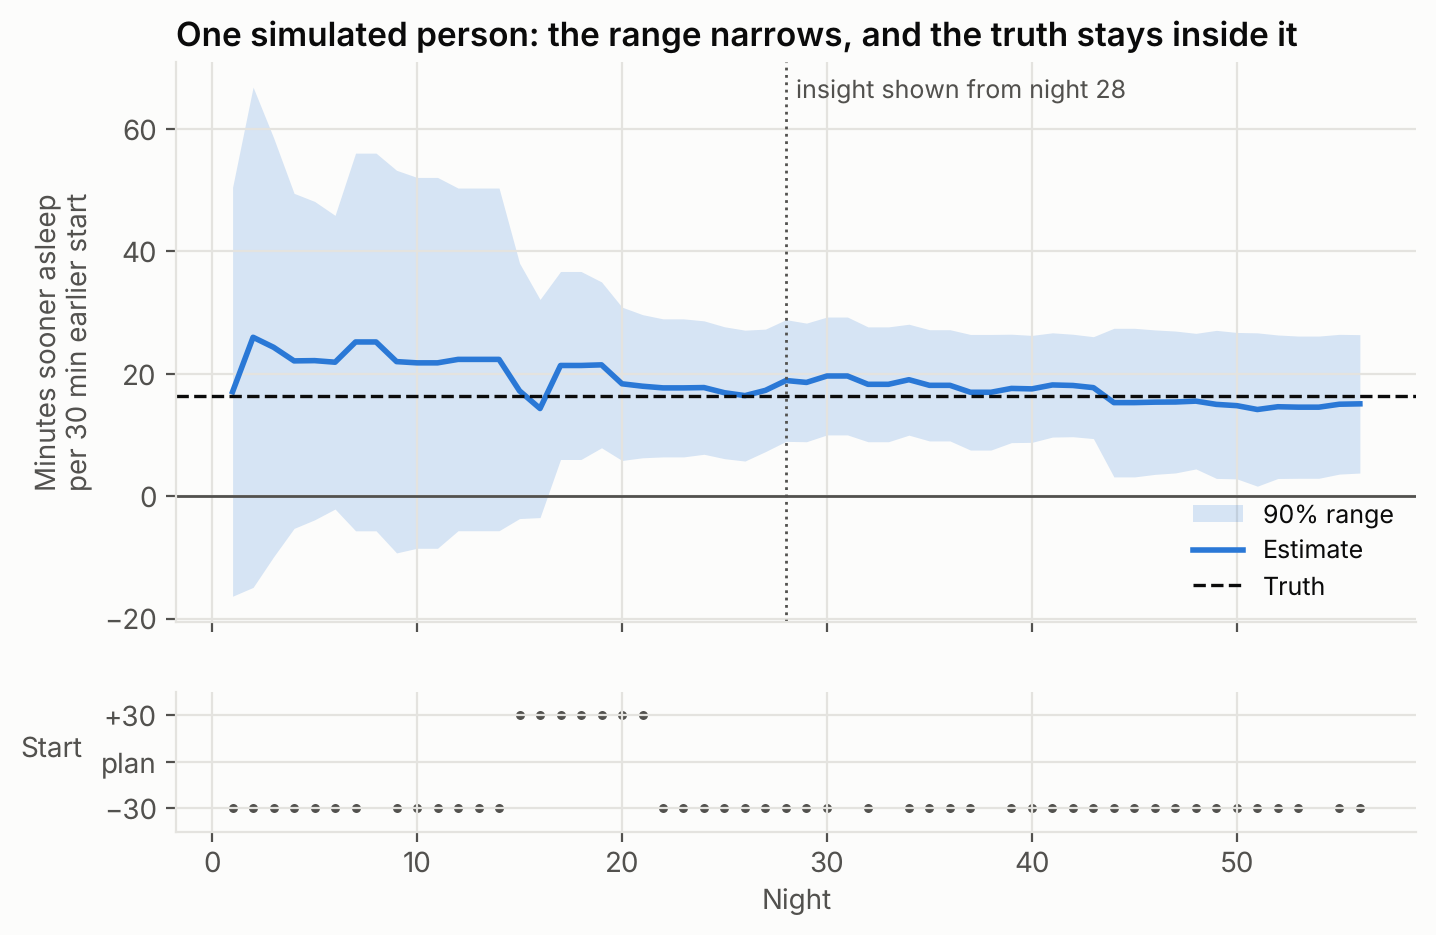 One simulated person: the range narrows, and the truth stays inside it
insight shown from night 28
Minutes sooner asleep
per 30 min earlier start
60
40
20
0
−20
90% range
Estimate
Truth
Start
+30
plan
−30
0 10 20 30 40 50
Night